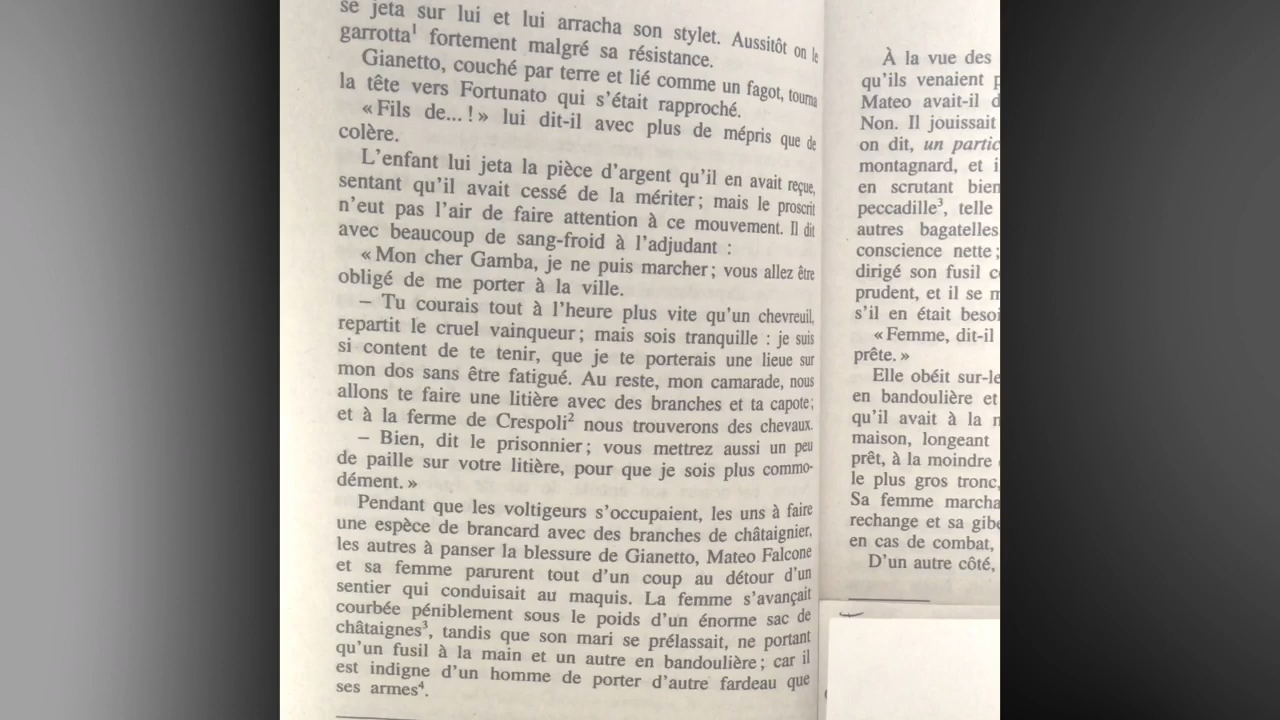 se jeta sur lui et lui arracha son stylet. Aussitôt on le
garrotta¹ fortement malgré sa résistance.
Gianetto, couché par terre et lié comme un fagot, tourna
la tête vers Fortunato qui s'était rapproché.
« Fils de... ! » lui dit-il avec plus de mépris que de
colère.
L'enfant lui jeta la pièce d'argent qu'il en avait reçue,
sentant qu'il avait cessé de la mériter ; mais le proscrit
n'eut pas l'air de faire attention à ce mouvement. Il dit
avec beaucoup de sang-froid à l'adjudant :
« Mon cher Gamba, je ne puis marcher ; vous allez être
obligé de me porter à la ville.
– Tu courais tout à l'heure plus vite qu'un chevreuil,
repartit le cruel vainqueur ; mais sois tranquille : je suis
si content de te tenir, que je te porterais une lieue sur
mon dos sans être fatigué. Au reste, mon camarade, nous
allons te faire une litière avec des branches et ta capote ;
et à la ferme de Crespoli² nous trouverons des chevaux.
– Bien, dit le prisonnier ; vous mettrez aussi un peu
de paille sur votre litière, pour que je sois plus commo-
dément. »
Pendant que les voltigeurs s'occupaient, les uns à faire
une espèce de brancard avec des branches de châtaignier,
les autres à panser la blessure de Gianetto, Mateo Falcone
et sa femme parurent tout d'un coup au détour d'un
sentier qui conduisait au maquis. La femme s'avançait
courbée péniblement sous le poids d'un énorme sac de
châtaignes³, tandis que son mari se prélassait, ne portant
qu'un fusil à la main et un autre en bandoulière ; car il
est indigne d'un homme de porter d'autre fardeau que
ses armes⁴.
À la vue des
qu'ils venaient
Mateo avait-il
Non. Il jouissait
on dit, un partic
montagnard, et
en scrutant bien
peccadille³, telle
autres bagatelles
conscience nette ;
dirigé son fusil
prudent, et il se
s'il en était besoi
« Femme, dit-il
prête. »
Elle obéit sur-le
en bandoulière et
qu'il avait à la
maison, longeant
prêt, à la moindre
le plus gros tronc,
Sa femme marcha
rechange et sa gibe
en cas de combat,
D'un autre côté,